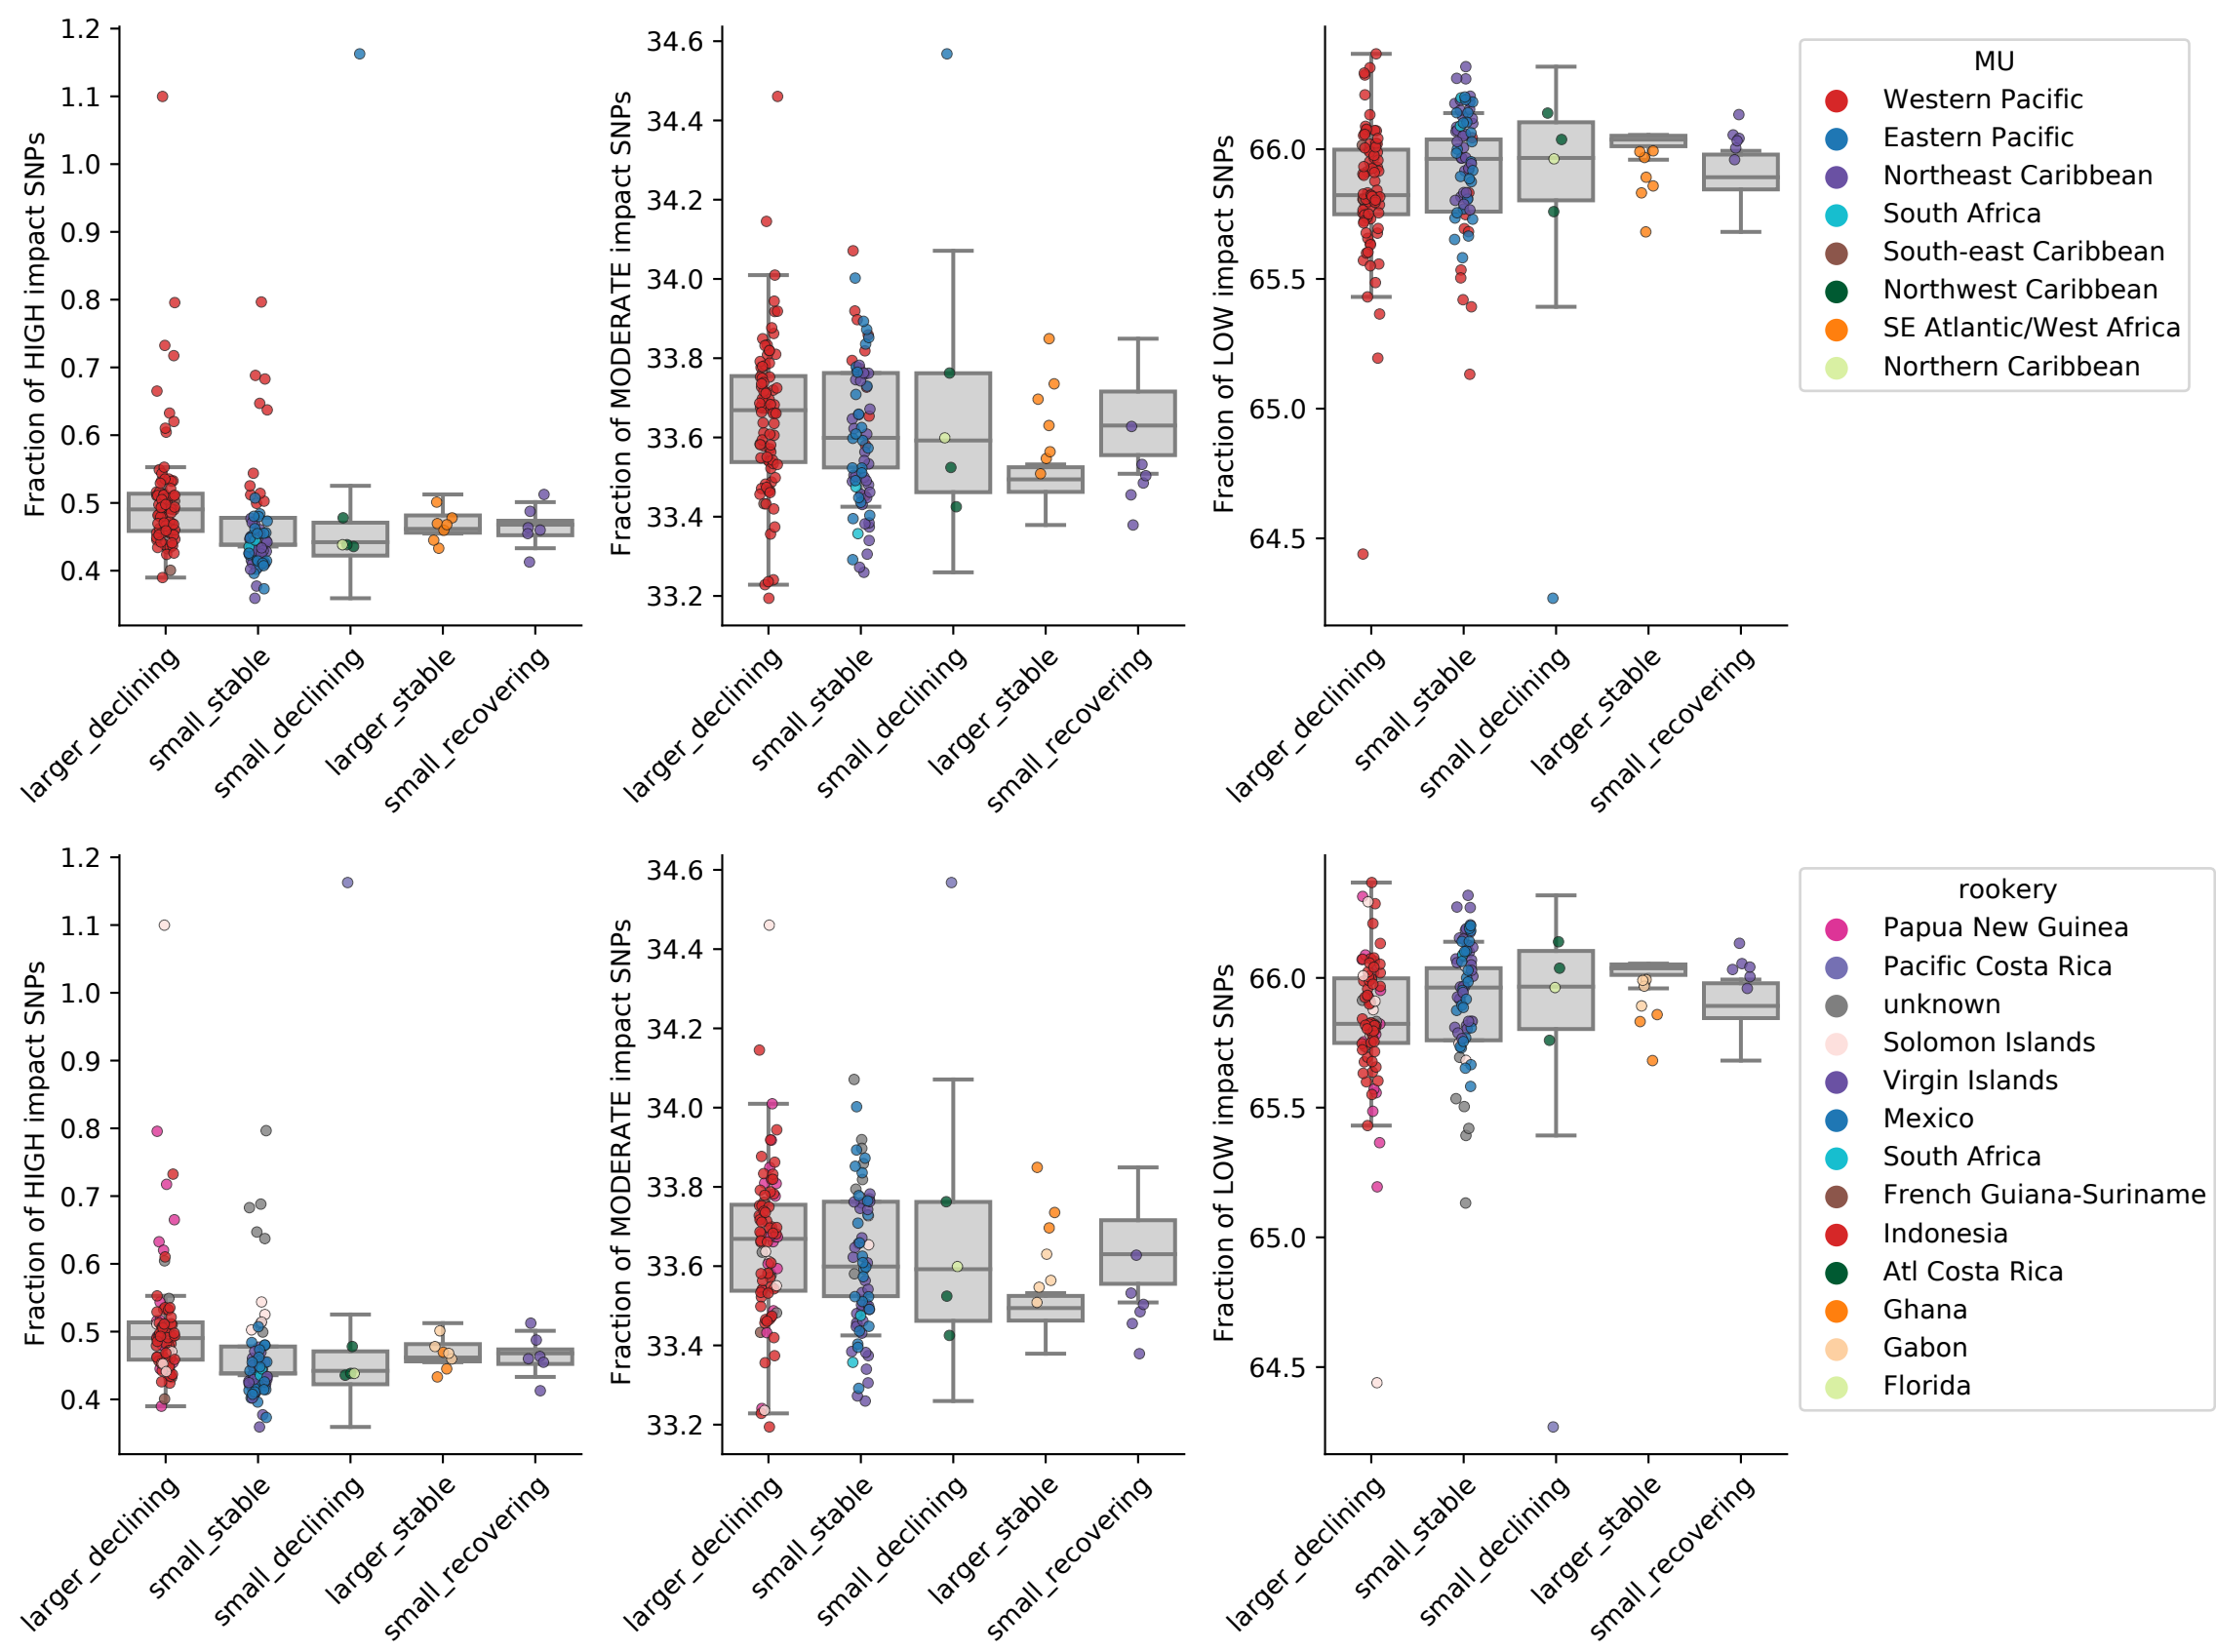 Fraction of HIGH impact SNPs
1.2
1.1
1.0
0.9
0.8
0.7
0.6
0.5
0.4
larger_declining
small_stable
small_declining
larger_stable
small_recovering
Fraction of MODERATE impact SNPs
34.6
34.4
34.2
34.0
33.8
33.6
33.4
33.2
larger_declining
small_stable
small_declining
larger_stable
small_recovering
Fraction of LOW impact SNPs
66.0
65.5
65.0
64.5
larger_declining
small_stable
small_declining
larger_stable
small_recovering
MU
Western Pacific
Eastern Pacific
Northeast Caribbean
South Africa
South-east Caribbean
Northwest Caribbean
SE Atlantic/West Africa
Northern Caribbean
Fraction of HIGH impact SNPs
1.2
1.1
1.0
0.9
0.8
0.7
0.6
0.5
0.4
larger_declining
small_stable
small_declining
larger_stable
small_recovering
Fraction of MODERATE impact SNPs
34.6
34.4
34.2
34.0
33.8
33.6
33.4
33.2
larger_declining
small_stable
small_declining
larger_stable
small_recovering
Fraction of LOW impact SNPs
66.0
65.5
65.0
64.5
larger_declining
small_stable
small_declining
larger_stable
small_recovering
rookery
Papua New Guinea
Pacific Costa Rica
unknown
Solomon Islands
Virgin Islands
Mexico
South Africa
French Guiana-Suriname
Indonesia
Atl Costa Rica
Ghana
Gabon
Florida